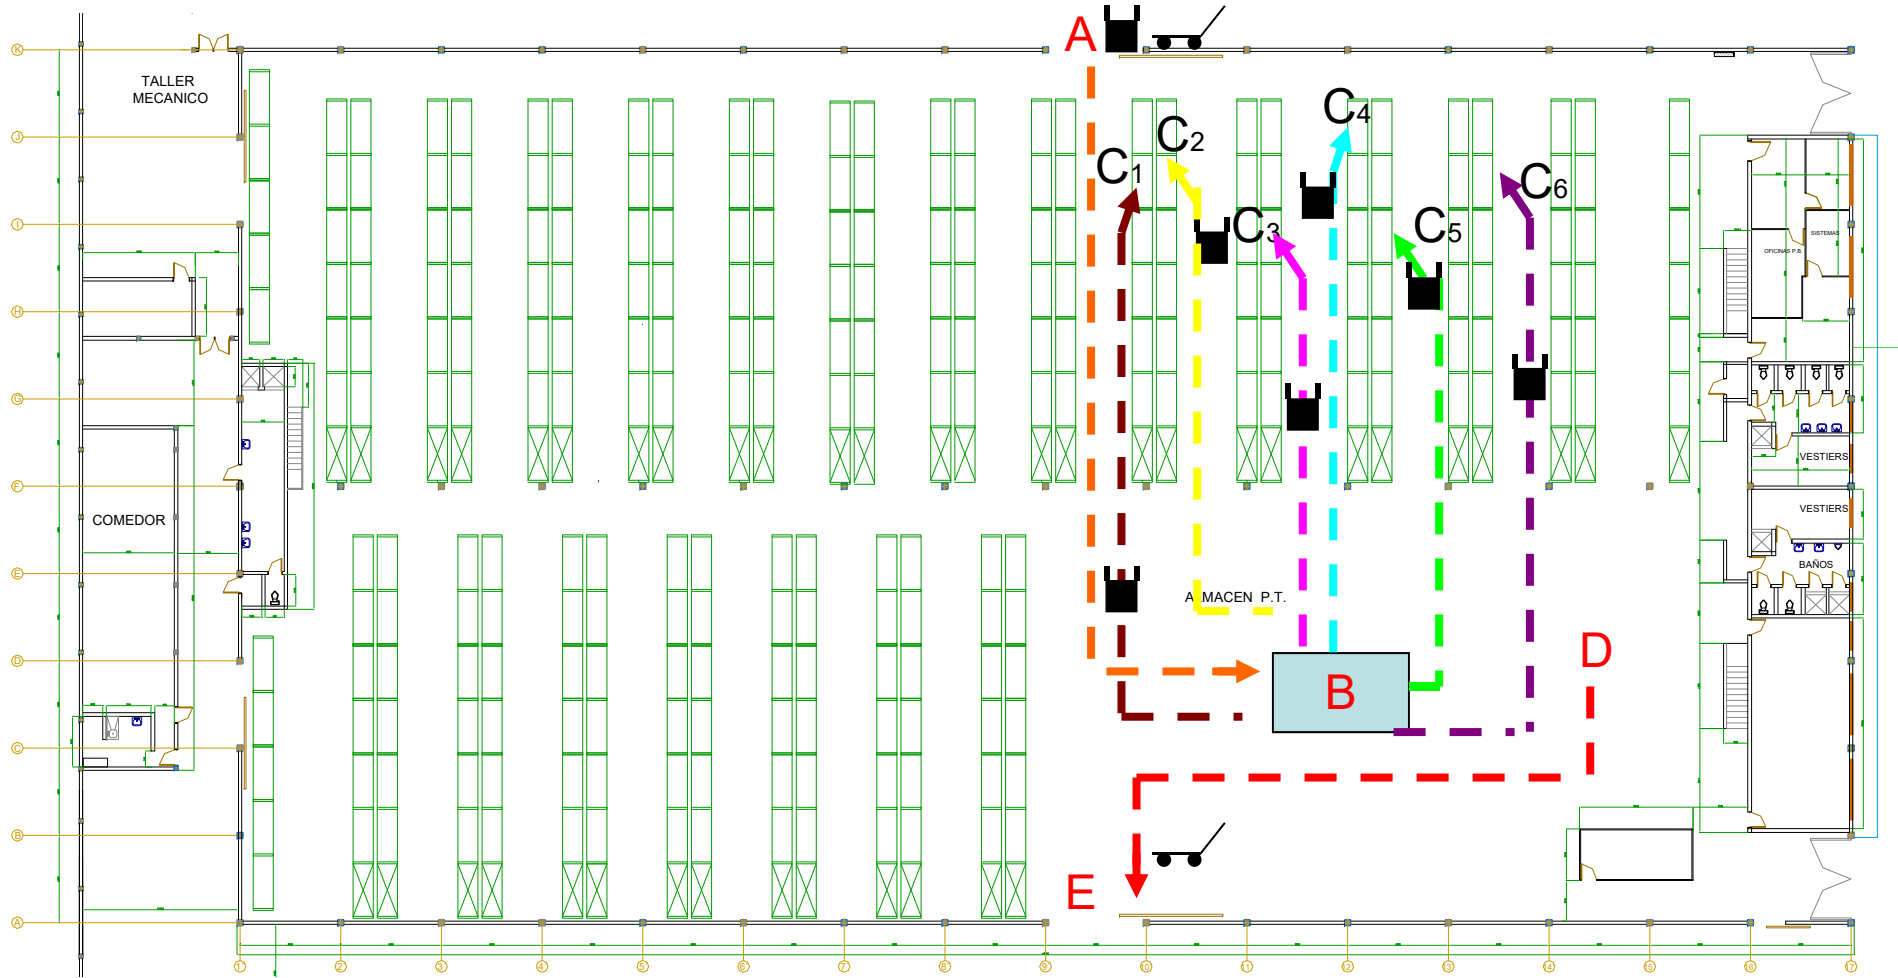 A
K
TALLER
MECANICO
C4
C2
J
C1
C6
I
C3
C5
SISTEMAS
OFICINAS P.B.
H
G
VESTIERS
F
VESTIERS
COMEDOR
E
BAÑOS
ALMACEN P.T.
D
D
B
C
B
E
A
1 2 3 4 5 6 7 8 9 10 11 12 13 14 15 16 17